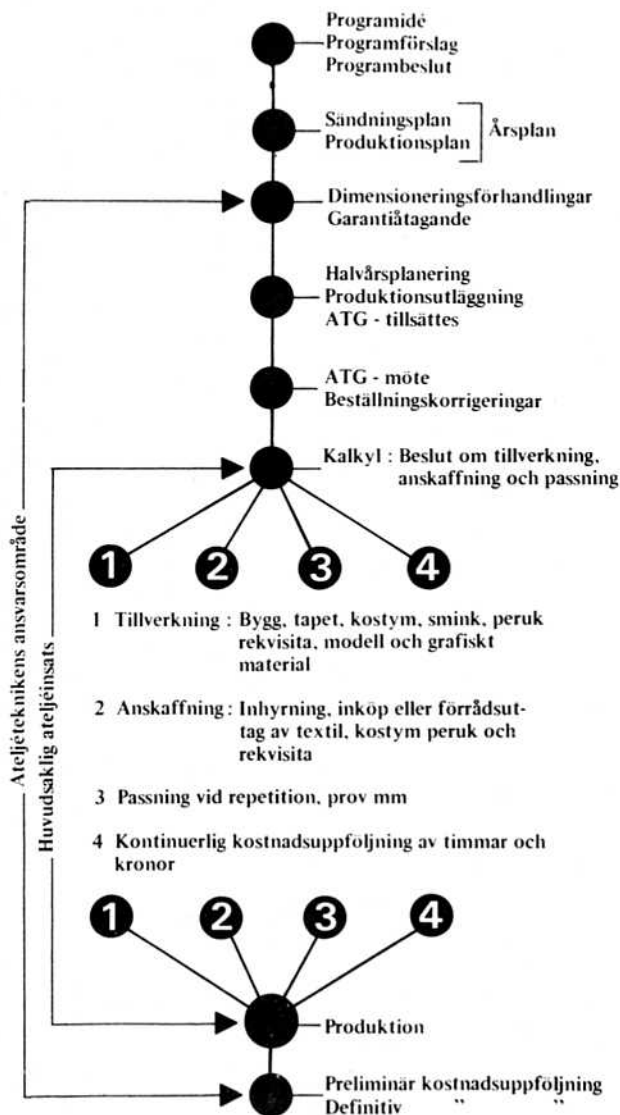 Programidé
Programförslag
Programbeslut
Sändningsplan
Produktionsplan
Årsplan
Dimensioneringsförhandlingar
Garantiåtagande
Halvårsplanering
Produktionsutläggning
ATG - tillsättes
ATG - möte
Beställningskorrigeringar
Kalkyl : Beslut om tillverkning,
anskaffning och passning
1 2 3 4
1 Tillverkning : Bygg, tapet, kostym, smink, peruk
rekvisita, modell och grafiskt
material
2 Anskaffning : Inhyrning, inköp eller förrådsut-
tag av textil, kostym peruk och
rekvisita
3 Passning vid repetition, prov mm
4 Kontinuerlig kostnadsuppföljning av timmar och
kronor
1 2 3 4
Produktion
Preliminär kostnadsuppföljning
Definitiv " "
Ateljéteknikens ansvarsområde
Huvudsaklig ateljéinsats